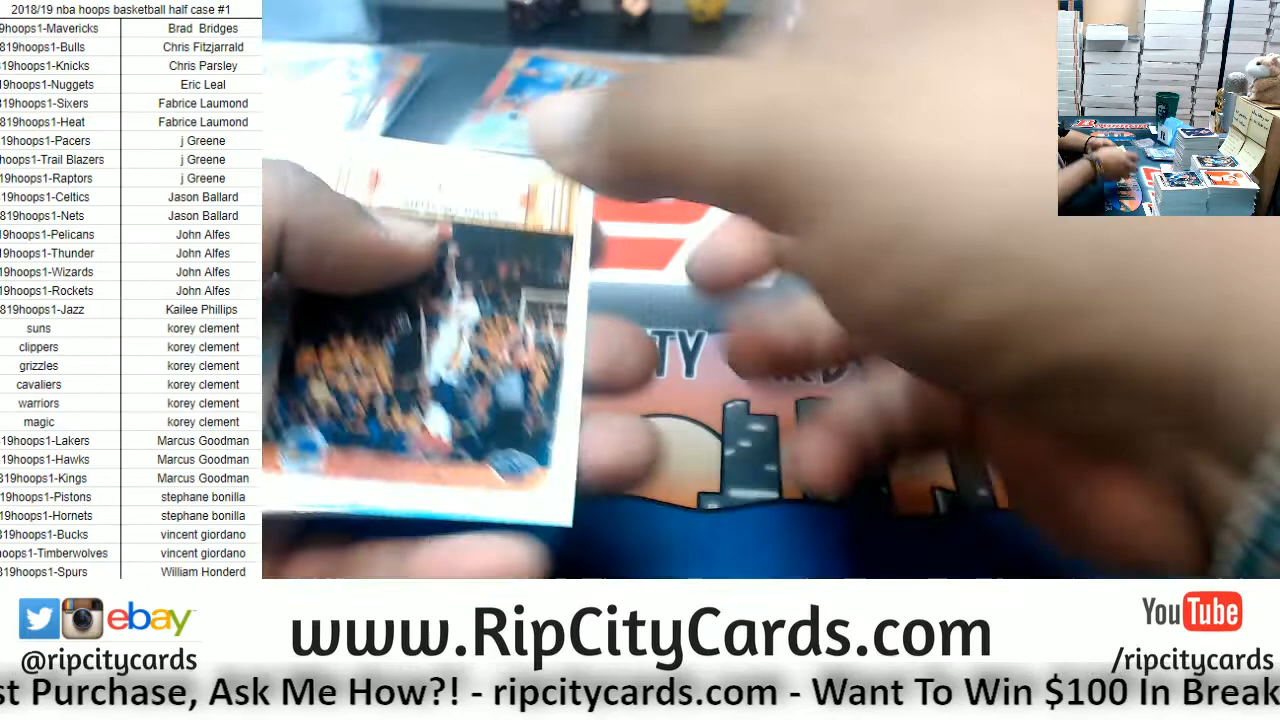 2018/19 nba hoops basketball half case #1
9hoops1-Mavericks Brad Bridges
819hoops1-Bulls Chris Fitzjarrald
819hoops1-Knicks Chris Parsley
19hoops1-Nuggets Eric Leal
819hoops1-Sixers Fabrice Laumond
819hoops1-Heat Fabrice Laumond
19hoops1-Pacers j Greene
hoops1-Trail Blazers j Greene
19hoops1-Raptors j Greene
19hoops1-Celtics Jason Ballard
819hoops1-Nets Jason Ballard
19hoops1-Pelicans John Alfes
19hoops1-Thunder John Alfes
19hoops1-Wizards John Alfes
19hoops1-Rockets John Alfes
819hoops1-Jazz Kailee Phillips
suns korey clement
clippers korey clement
grizzles korey clement
cavaliers korey clement
warriors korey clement
magic korey clement
819hoops1-Lakers Marcus Goodman
19hoops1-Hawks Marcus Goodman
819hoops1-Kings Marcus Goodman
19hoops1-Pistons stephane bonilla
19hoops1-Hornets stephane bonilla
819hoops1-Bucks vincent giordano
hoops1-Timberwolves vincent giordano
819hoops1-Spurs William Honderd
TY
ebay
@ripcitycards
www.RipCityCards.com
YouTube
/ripcitycards
st Purchase, Ask Me How?! - ripcitycards.com - Want To Win $100 In Break